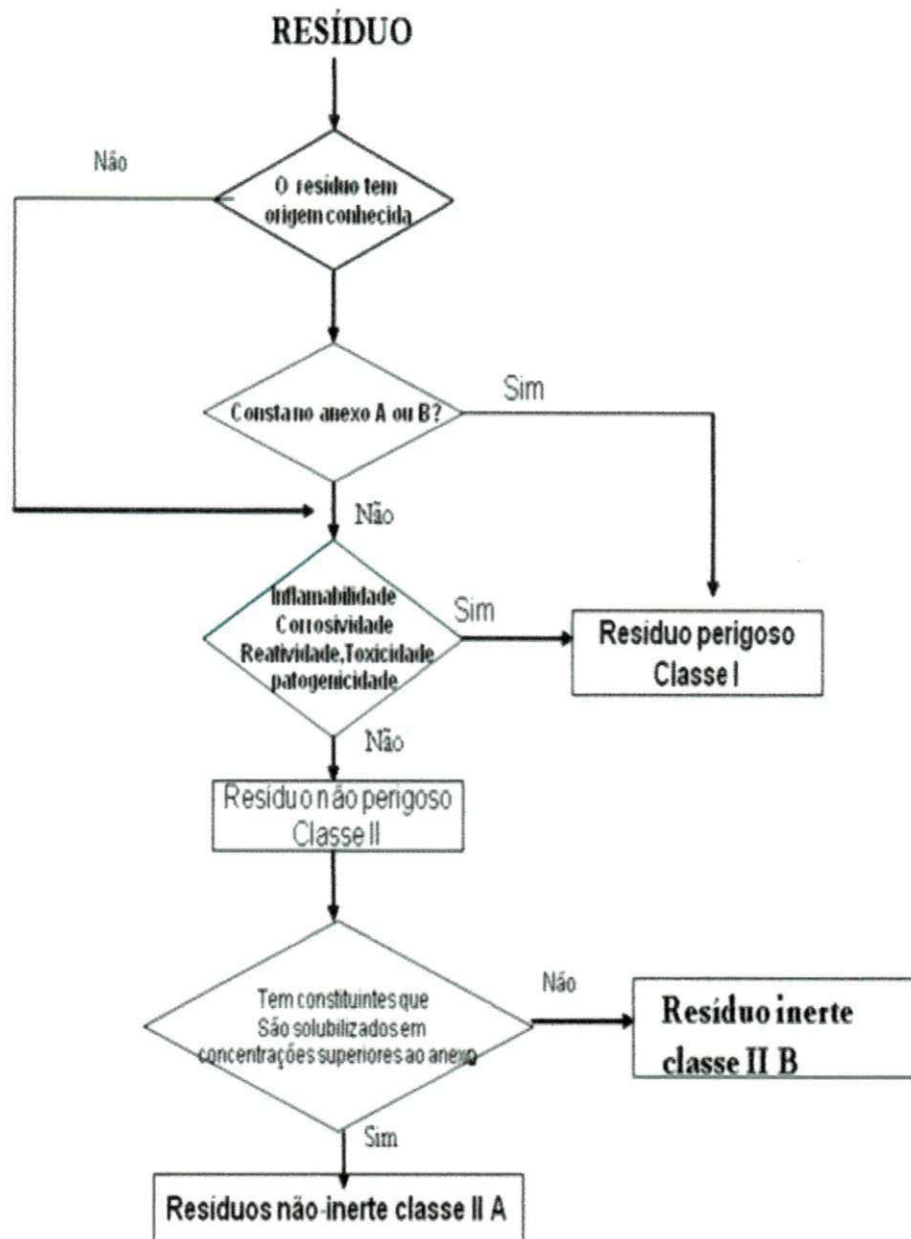 RESÍDUO
Não
O resíduo tem
origem conhecida
Sim
Consta no anexo A ou B?
Não
Inflamabilidade
Corrosividade
Reatividade,Toxicidade
patogenicidade
Sim
Resíduo perigoso
Classe I
Não
Resíduo não perigoso
Classe II
Tem constituintes que
São solubilizados em
concentrações superiores ao anexo
Não
Resíduo inerte
classe II B
Sim
Resíduos não-inerte classe II A